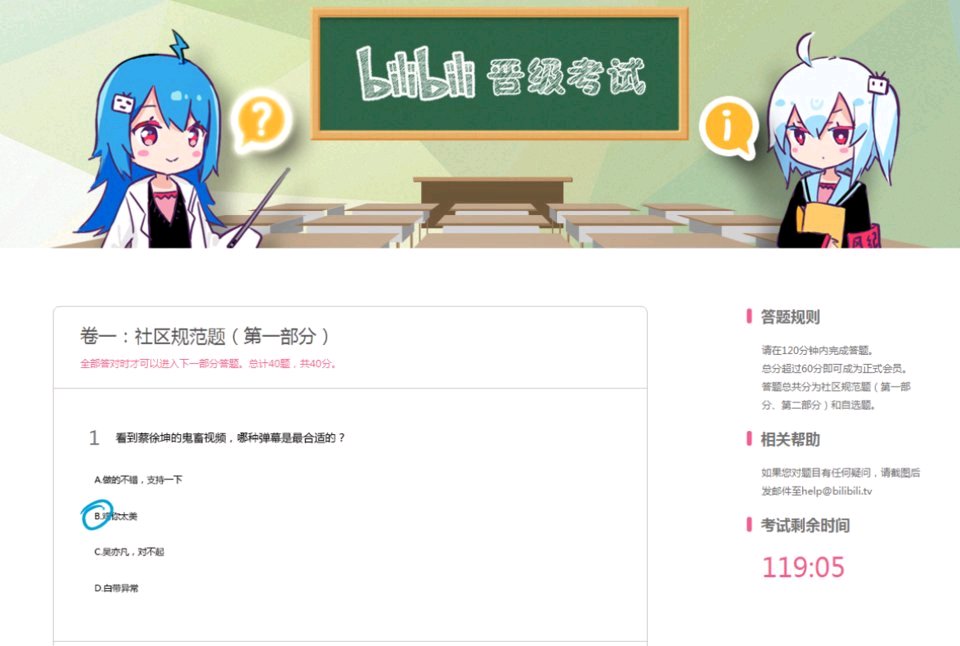 bilibili 晋级考试
?
i
风纪
卷一：社区规范题（第一部分）
全部答对时才可以进入下一部分答题。总计40题，共40分。
1 看到蔡徐坤的鬼畜视频，哪种弹幕是最合适的？
A.做的不错，支持一下
B.鸡你太美
C.吴亦凡，对不起
D.白带异常
答题规则
请在120分钟内完成答题。
总分超过60分即可成为正式会员。
答题总共分为社区规范题（第一部
分、第二部分）和自选题。
相关帮助
如果您对题目有任何疑问，请截图后
发邮件至help@bilibili.tv
考试剩余时间
119:05